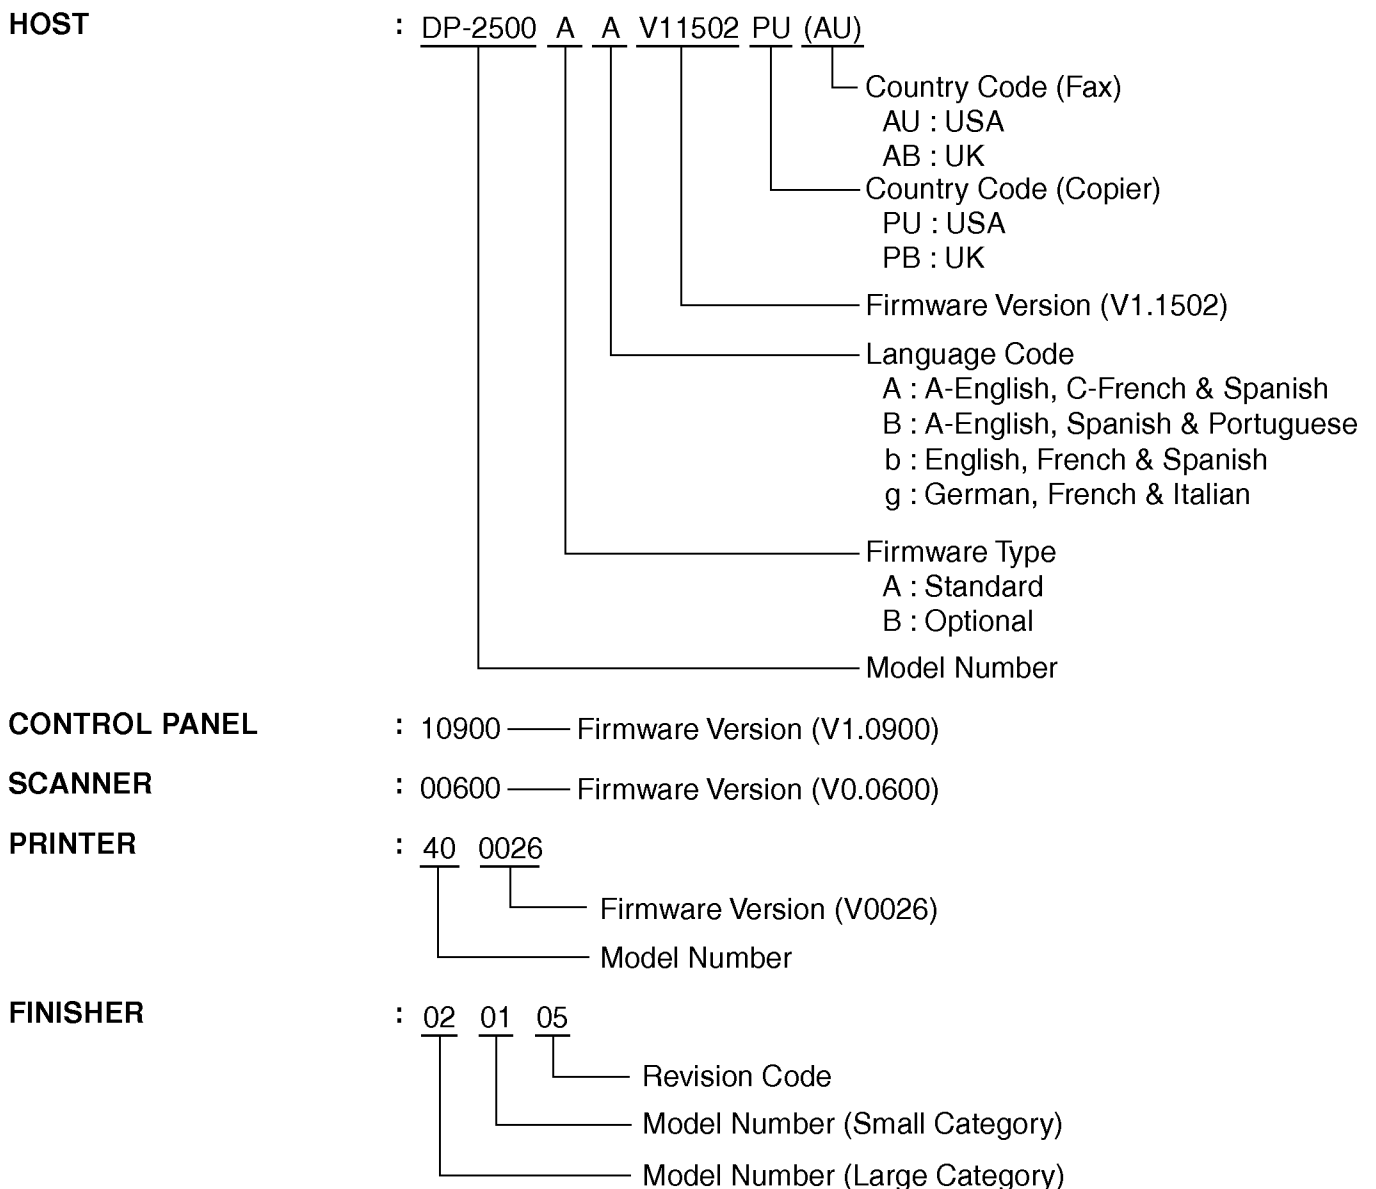 HOST : DP-2500 A A V11502 PU (AU)
Country Code (Fax)
AU : USA
AB : UK
Country Code (Copier)
PU : USA
PB : UK
Firmware Version (V1.1502)
Language Code
A : A-English, C-French & Spanish
B : A-English, Spanish & Portuguese
b : English, French & Spanish
g : German, French & Italian
Firmware Type
A : Standard
B : Optional
Model Number
CONTROL PANEL : 10900 Firmware Version (V1.0900)
SCANNER : 00600 Firmware Version (V0.0600)
PRINTER : 40 0026
Firmware Version (V0026)
Model Number
FINISHER : 02 01 05
Revision Code
Model Number (Small Category)
Model Number (Large Category)